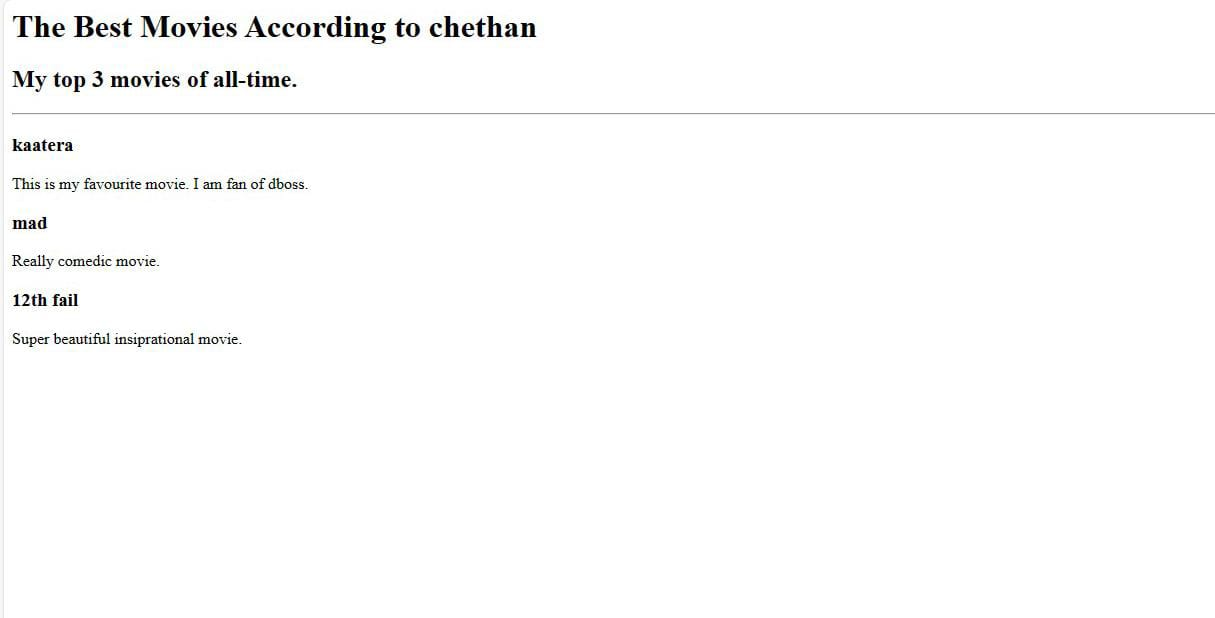 The Best Movies According to chethan
My top 3 movies of all-time.
kaatera
This is my favourite movie. I am fan of dboss.
mad
Really comedic movie.
12th fail
Super beautiful insiprational movie.